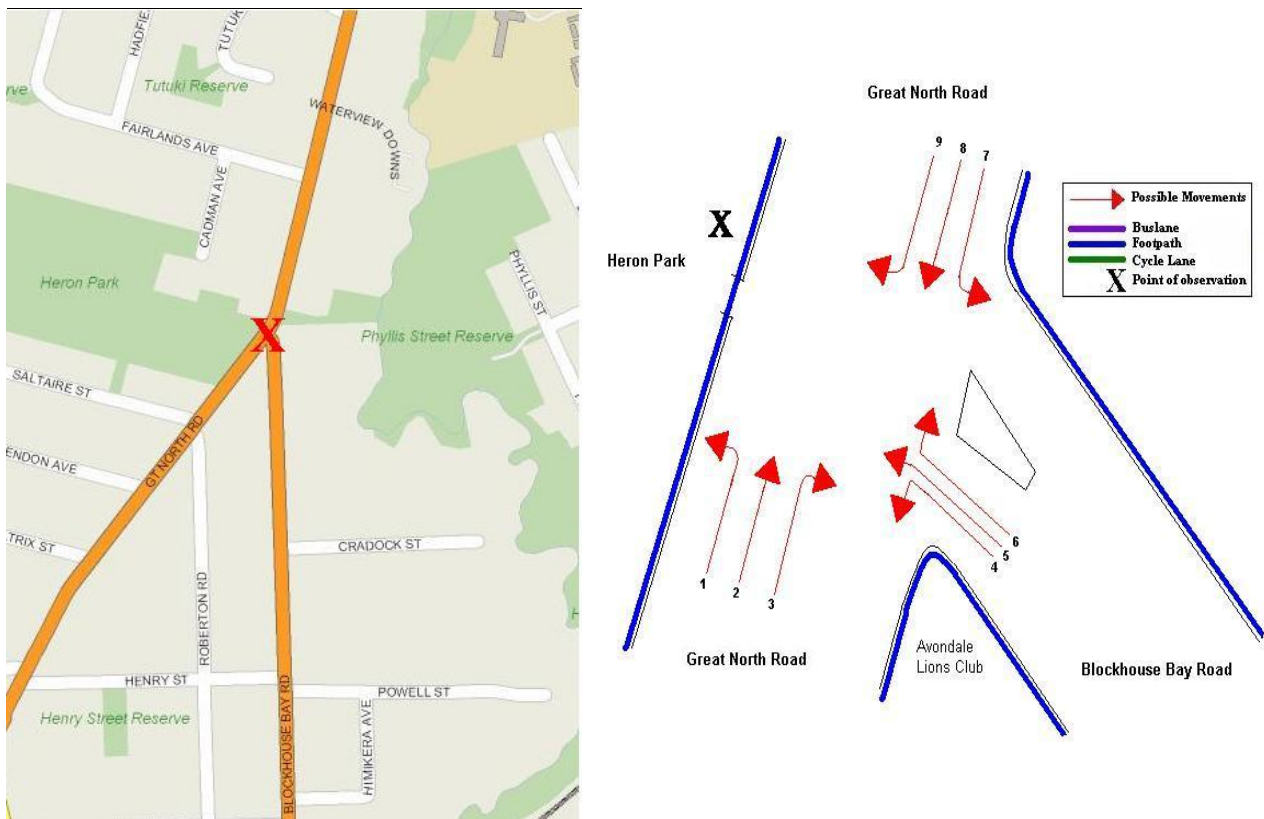 HADFIE
TUTUK
Tutuki Reserve
rve
WATERVIEW DOWNS
FAIRLANDS AVE
CADMAN AVE
Heron Park
PHYLLIS ST
Phyllis Street Reserve
X
SALTAIRE ST
ENDON AVE
GT NORTH RD
TRIX ST
CRADOCK ST
ROBERTON RD
HENRY ST
POWELL ST
Henry Street Reserve
BLOCKHOUSE BAY RD
HIMIKERA AVE
H
Great North Road
9 8 7
X
Heron Park
Possible Movements
Buslane
Footpath
Cycle Lane
X Point of observation
6
5
4
1
2
3
Great North Road
Avondale
Lions Club
Blockhouse Bay Road